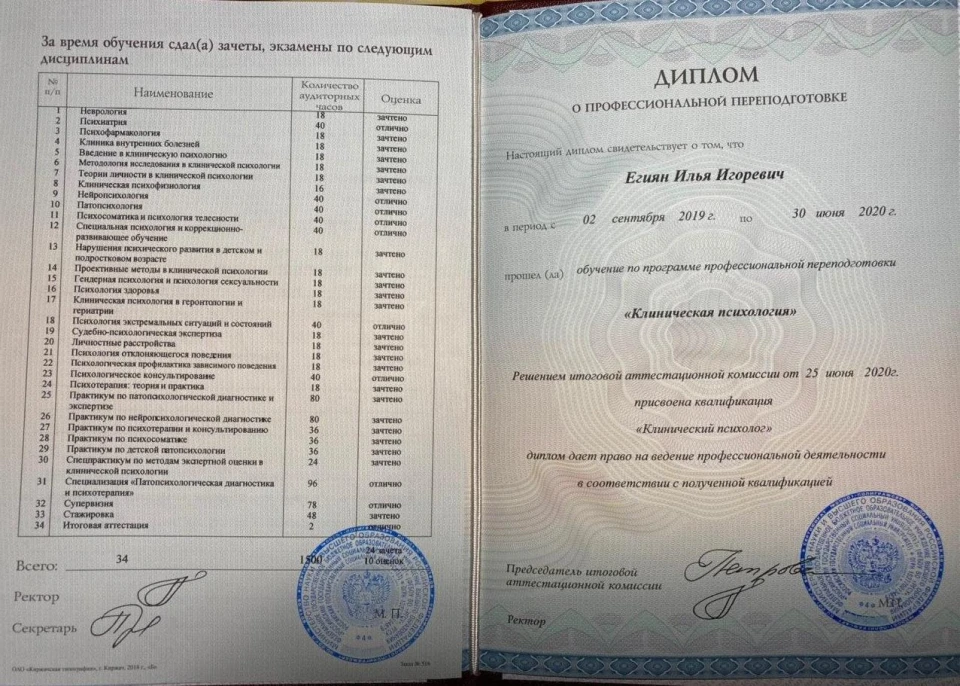 За время обучения сдал(а) зачеты, экзамены по следующим
дисциплинам
№ п/п Наименование Количество аудиторных часов Оценка
1 Неврология 18 зачтено
2 Психиатрия 40 отлично
3 Психофармакология 18 зачтено
4 Клиника внутренних болезней 18 зачтено
5 Введение в клиническую психологию 18 зачтено
6 Методология исследования в клинической психологии 18 зачтено
7 Теории личности в клинической психологии 18 зачтено
8 Клиническая психофизиология 16 зачтено
9 Нейропсихология 40 отлично
10 Патопсихология 40 отлично
11 Психосоматика и психология телесности 40 отлично
12 Специальная психология и коррекционно-
развивающее обучение 40 отлично
13 Нарушения психического развития в детском и
подростковом возрасте 18 зачтено
14 Проективные методы в клинической психологии 18 зачтено
15 Гендерная психология и психология сексуальности 18 зачтено
16 Психология здоровья 18 зачтено
17 Клиническая психология в геронтологии и
гериатрии 18 зачтено
18 Психология экстремальных ситуаций и состояний 40 отлично
19 Судебно-психологическая экспертиза 18 зачтено
20 Личностные расстройства 18 зачтено
21 Психология отклоняющегося поведения 18 зачтено
22 Психологическая профилактика зависимого поведения 18 зачтено
23 Психологическое консультирование 40 отлично
24 Психотерапия: теория и практика 18 зачтено
25 Практикум по патопсихологической диагностике и
экспертизе 80 зачтено
26 Практикум по нейропсихологической диагностике 80 зачтено
27 Практикум по психотерапии и консультированию 36 зачтено
28 Практикум по психосоматике 36 зачтено
29 Практикум по детской патопсихологии 36 зачтено
30 Спецпрактикум по методам экспертной оценки в
клинической психологии 24 зачтено
31 Специализация «Патопсихологическая диагностика
и психотерапия» 96 отлично
32 Супервизия 78 отлично
33 Стажировка 48 зачтено
34 Итоговая аттестация 2 отлично
Всего: 34 1500 24 зачета
10 оценок
Ректор
М. П.
Секретарь
ДИПЛОМ
О ПРОФЕССИОНАЛЬНОЙ ПЕРЕПОДГОТОВКЕ
Настоящий диплом свидетельствует о том, что
Егиян Илья Игоревич
в период с 02 сентября 2019 г. по 30 июня 2020 г.
прошел (ла) обучение по программе профессиональной переподготовки
«Клиническая психология»
Решением итоговой аттестационной комиссии от 25 июня 2020г.
присвоена квалификация
«Клинический психолог»
диплом дает право на ведение профессиональной деятельности
в соответствии с полученной квалификацией
Председатель итоговой
аттестационной комиссии
М.П.
Ректор